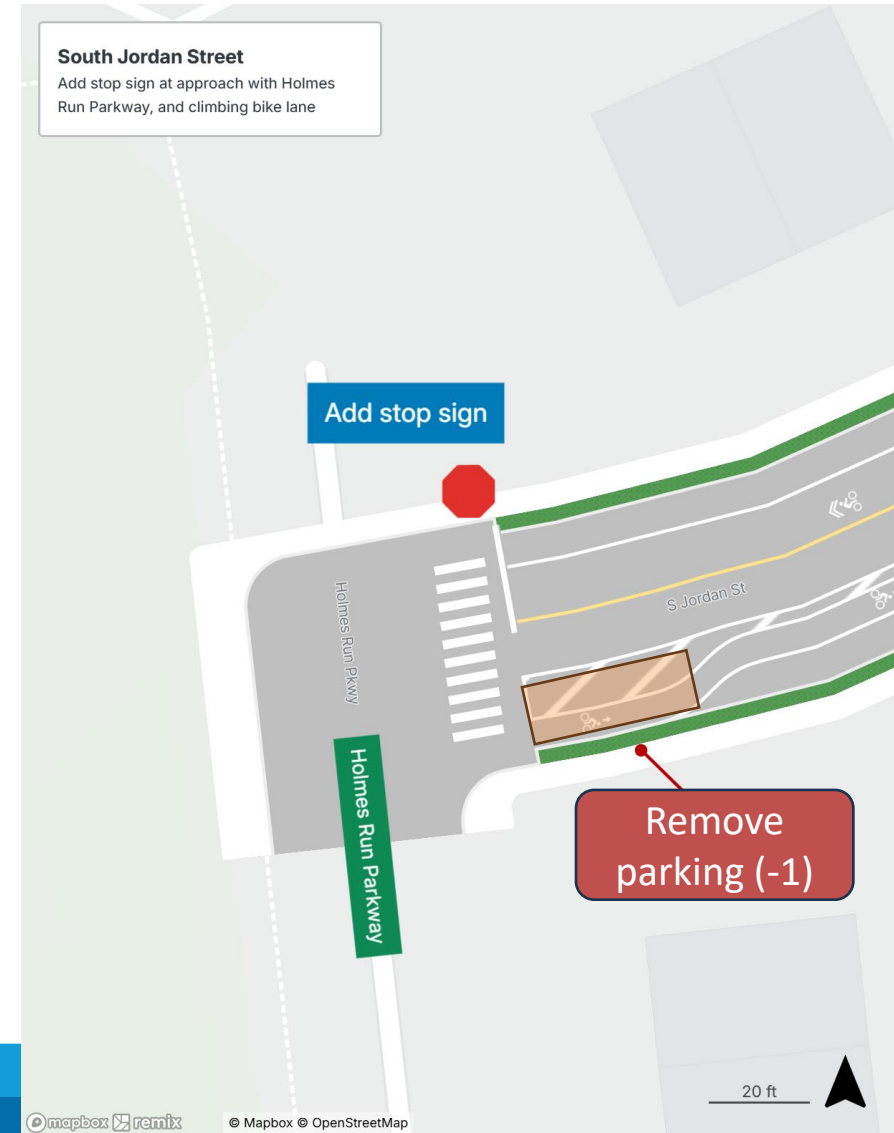 South Jordan Street
Add stop sign at approach with Holmes
Run Parkway, and climbing bike lane
Add stop sign
Holmes Run Pkwy
S Jordan St
Holmes Run Parkway
Remove
parking (-1)
20 ft
mapbox remix
© Mapbox © OpenStreetMap